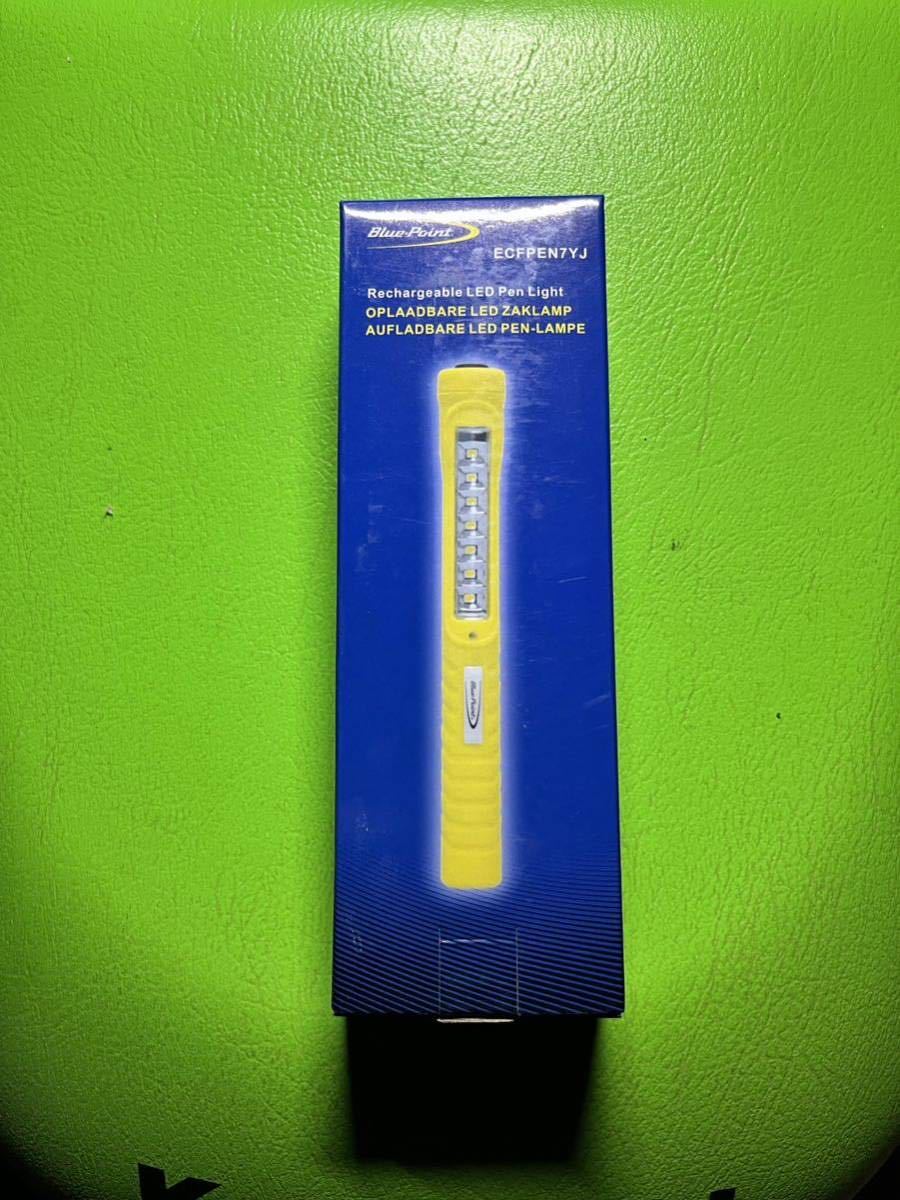 Blue-Point
ECFPEN7YJ
Rechargeable LED Pen Light
OPLAADBARE LED ZAKLAMP
AUFLADBARE LED PEN-LAMPE
Blue-Point